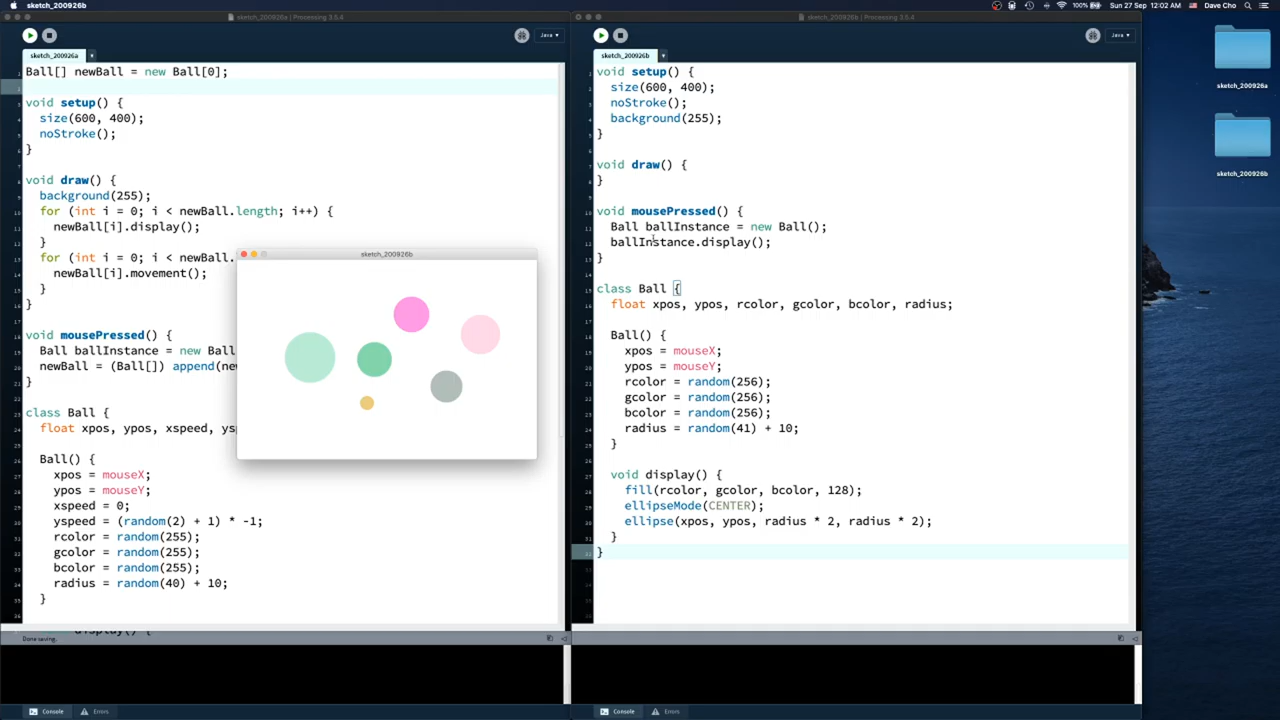 sketch_200926b
100%
Sun 27 Sep 12:02 AM
Dave Cho
sketch_200926a | Processing 3.5.4
Java
sketch_200926a
Ball[] newBall = new Ball[0];
void setup() {
size(600, 400);
noStroke();
}
void draw() {
background(255);
for (int i = 0; i < newBall.length; i++) {
newBall[i].display();
}
for (int i = 0; i < newBall.
newBall[i].movement();
}
}
void mousePressed() {
Ball ballInstance = new Ball
newBall = (Ball[]) append(ne
}
class Ball {
float xpos, ypos, xspeed, ys
Ball() {
xpos = mouseX;
ypos = mouseY;
xspeed = 0;
yspeed = (random(2) + 1) * -1;
rcolor = random(255);
gcolor = random(255);
bcolor = random(255);
radius = random(40) + 10;
}
Done saving.
Console
Errors
sketch_200926b
sketch_200926b | Processing 3.5.4
Java
sketch_200926b
void setup() {
size(600, 400);
noStroke();
background(255);
}
void draw() {
}
void mousePressed() {
Ball ballInstance = new Ball();
ballInstance.display();
}
class Ball {
float xpos, ypos, rcolor, gcolor, bcolor, radius;
Ball() {
xpos = mouseX;
ypos = mouseY;
rcolor = random(256);
gcolor = random(256);
bcolor = random(256);
radius = random(41) + 10;
}
void display() {
fill(rcolor, gcolor, bcolor, 128);
ellipseMode(CENTER);
ellipse(xpos, ypos, radius * 2, radius * 2);
}
}
Console
Errors
sketch_200926a
sketch_200926b